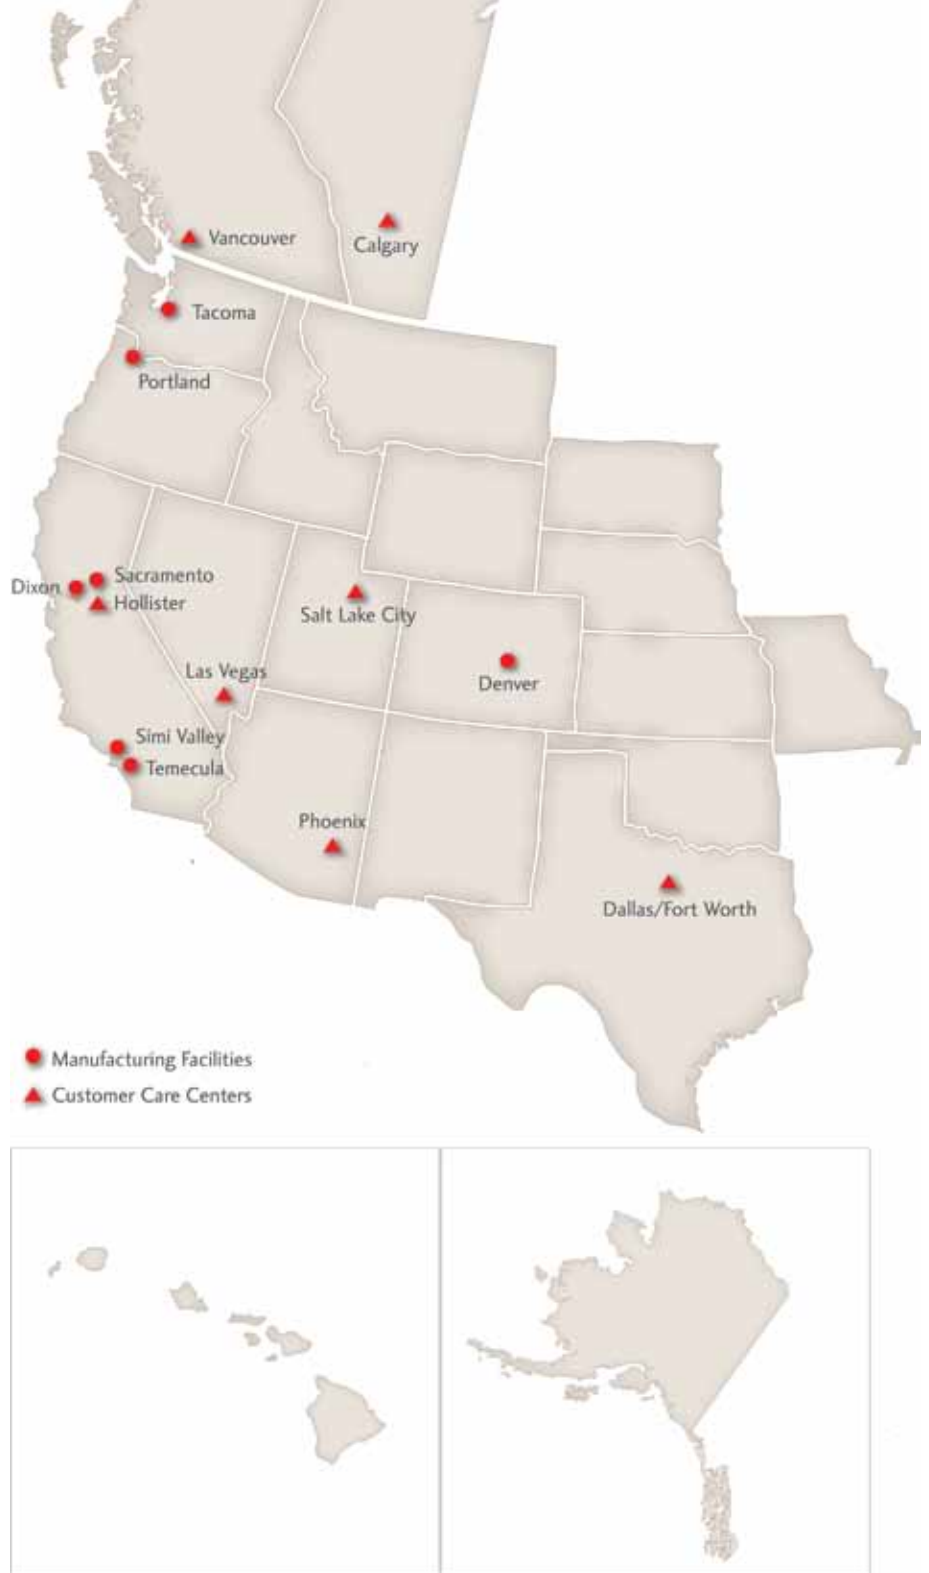 Vancouver
Calgary
Tacoma
Portland
Dixon
Sacramento
Hollister
Salt Lake City
Las Vegas
Denver
Simi Valley
Temecula
Phoenix
Dallas/Fort Worth
Manufacturing Facilities
Customer Care Centers